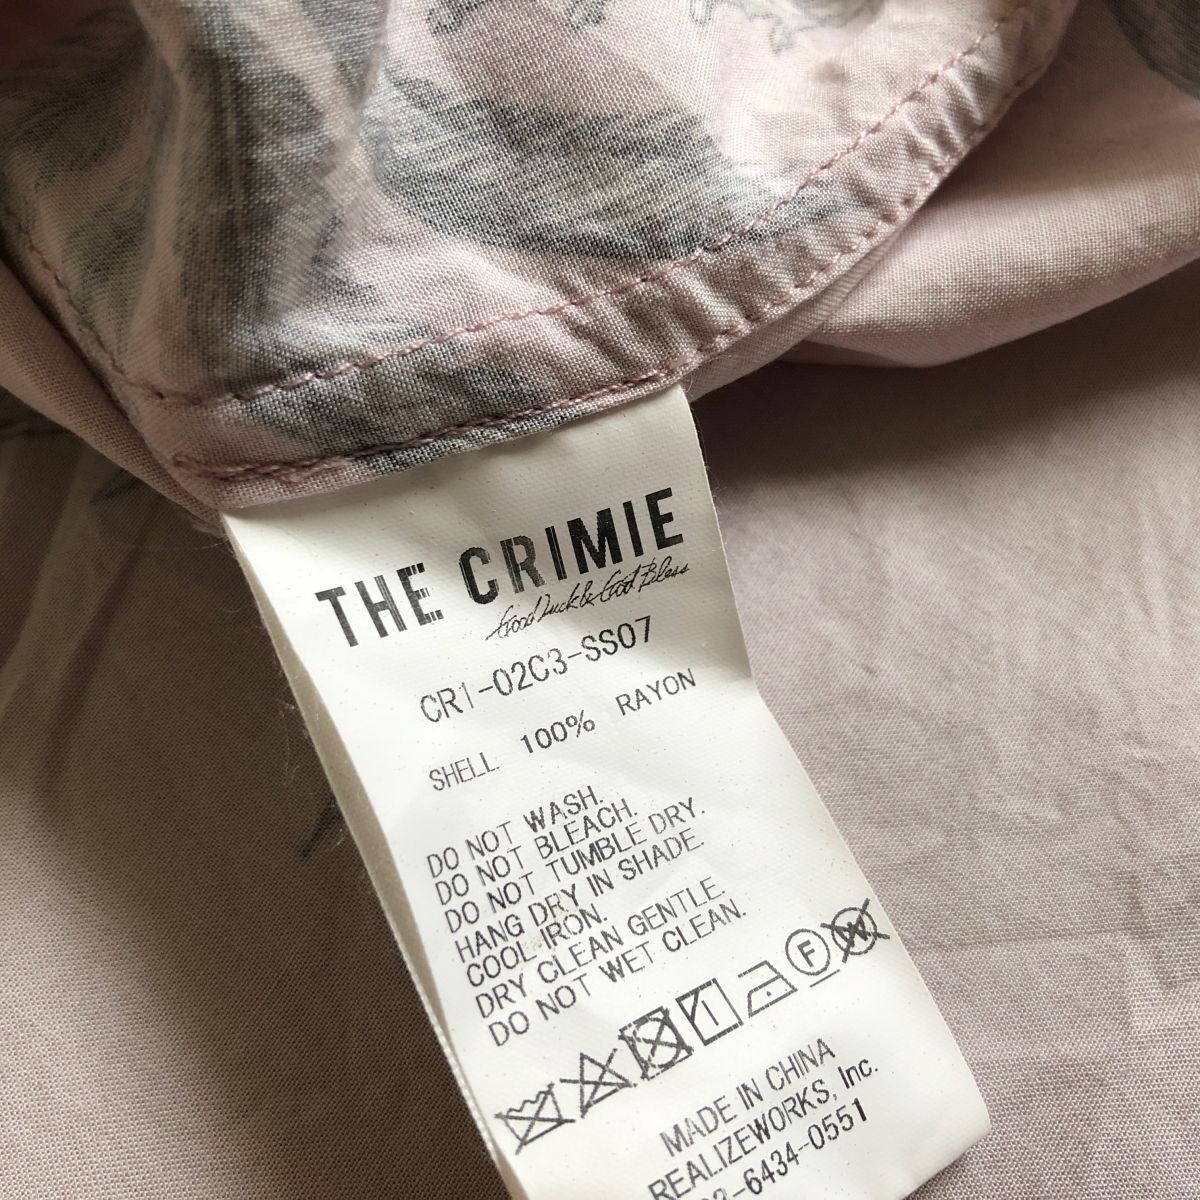 THE CRIMIE
Good Luck & God Bless
CR1-02C3-SS07
SHELL 100% RAYON
DO NOT WASH.
DO NOT BLEACH.
DO NOT TUMBLE DRY.
HANG DRY IN SHADE.
COOL IRON.
DRY CLEAN GENTLE.
DO NOT WET CLEAN.
F W
MADE IN CHINA
REALIZEWORKS, Inc.
3-6434-0551